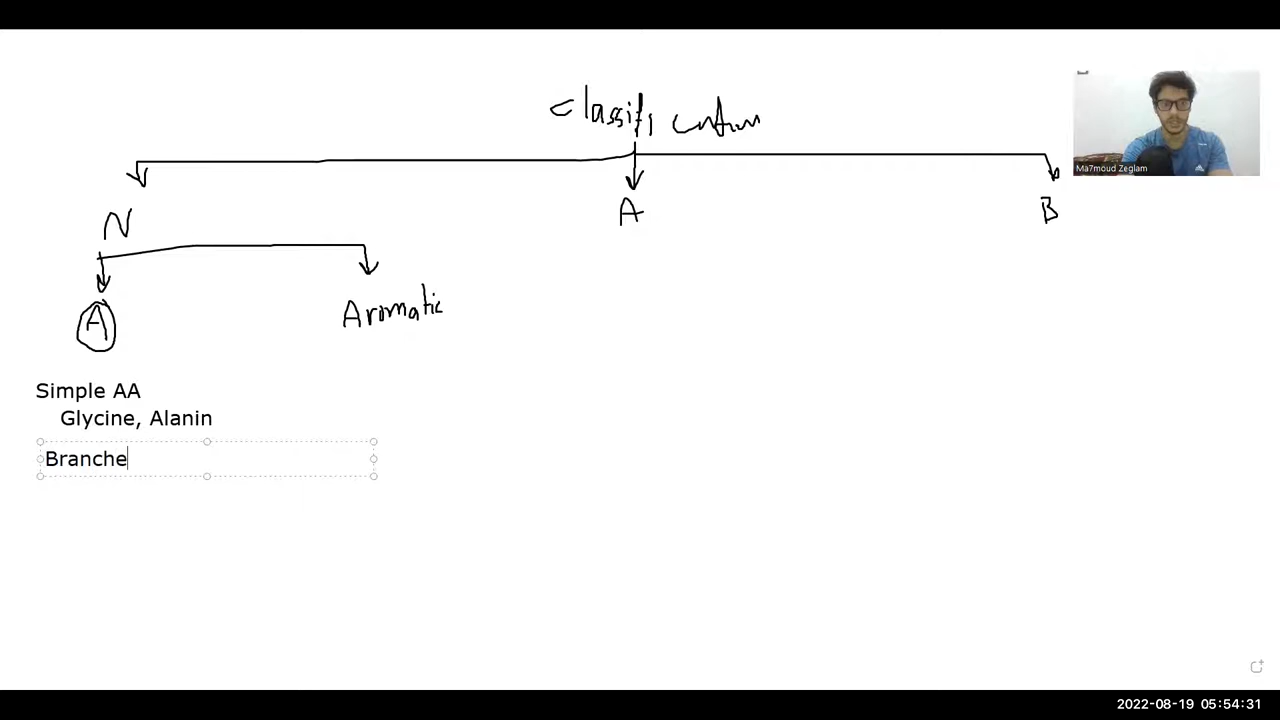 Classification
Ma7moud Zeglam
N
A
B
A
Aromatic
Simple AA
Glycine, Alanin
Branche
2022-08-19 05:54:31